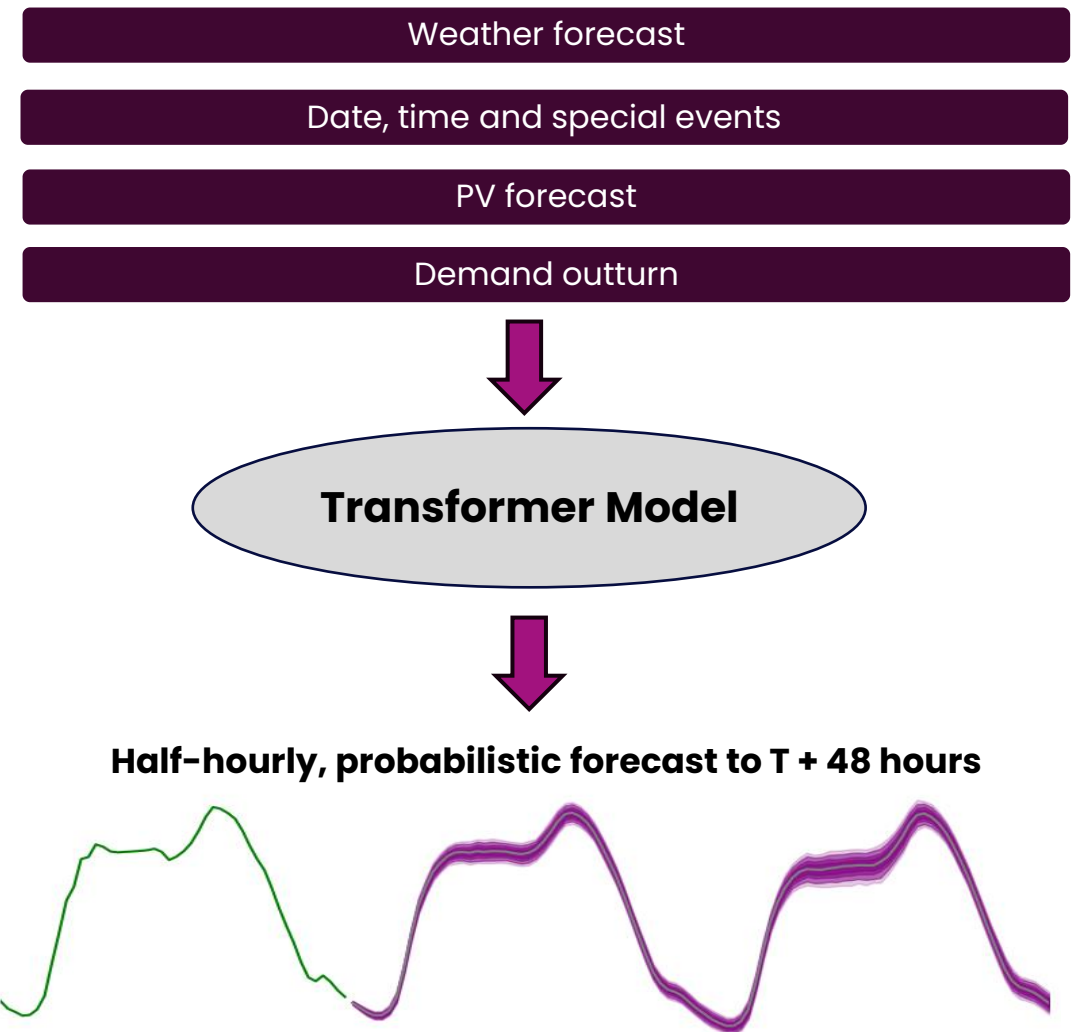 Weather forecast
Date, time and special events
PV forecast
Demand outturn
Transformer Model
Half-hourly, probabilistic forecast to T + 48 hours